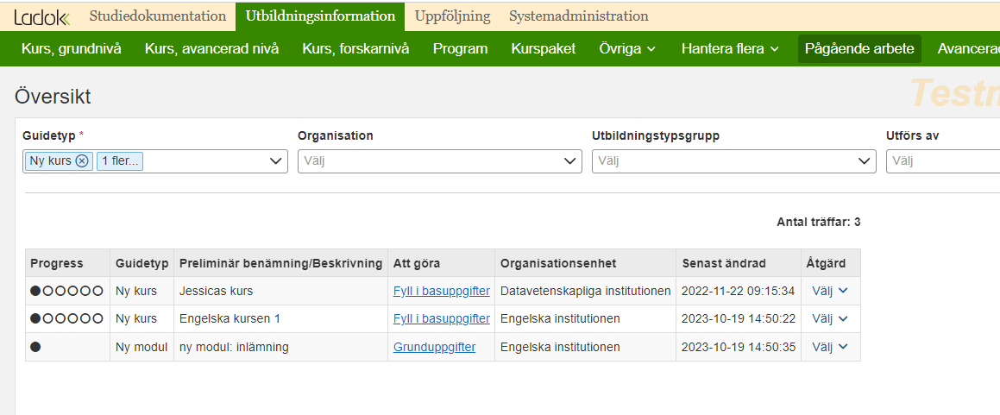 Ladok Studiedokumentation Utbildningsinformation Uppföljning Systemadministration
Kurs, grundnivå Kurs, avancerad nivå Kurs, forskarnivå Program Kurspaket Övriga Hantera flera Pågående arbete Avancerad
Översikt
Testm
Guidetyp * Organisation Utbildningstypsgrupp Utförs av
Ny kurs 1 fler... Välj Välj Välj
Antal träffar: 3
Progress Guidetyp Preliminär benämning/Beskrivning Att göra Organisationsenhet Senast ändrad Åtgärd
Ny kurs Jessicas kurs Fyll i basuppgifter Datavetenskapliga institutionen 2022-11-22 09:15:34 Välj
Ny kurs Engelska kursen 1 Fyll i basuppgifter Engelska institutionen 2023-10-19 14:50:22 Välj
Ny modul ny modul: inlämning Grunduppgifter Engelska institutionen 2023-10-19 14:50:35 Välj